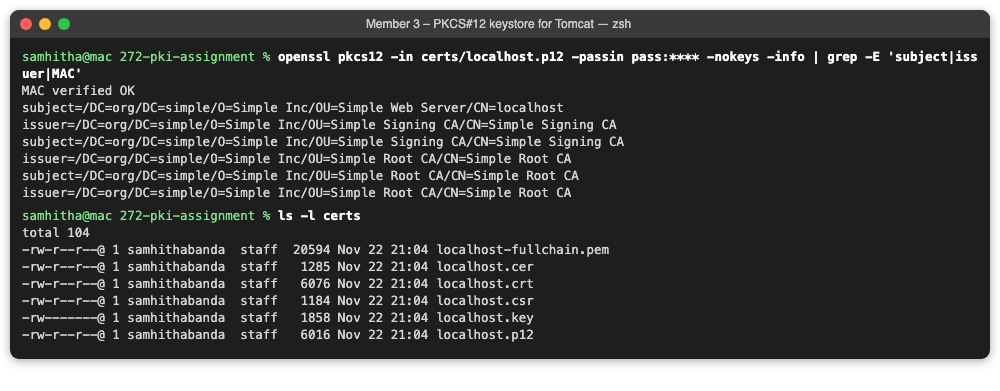 Member 3 – PKCS#12 keystore for Tomcat — zsh
samhitha@mac 272-pki-assignment % openssl pkcs12 -in certs/localhost.p12 -passin pass:**** -nokeys -info | grep -E 'subject|iss
uer|MAC'
MAC verified OK
subject=/DC=org/DC=simple/O=Simple Inc/OU=Simple Web Server/CN=localhost
issuer=/DC=org/DC=simple/O=Simple Inc/OU=Simple Signing CA/CN=Simple Signing CA
subject=/DC=org/DC=simple/O=Simple Inc/OU=Simple Signing CA/CN=Simple Signing CA
issuer=/DC=org/DC=simple/O=Simple Inc/OU=Simple Root CA/CN=Simple Root CA
subject=/DC=org/DC=simple/O=Simple Inc/OU=Simple Root CA/CN=Simple Root CA
issuer=/DC=org/DC=simple/O=Simple Inc/OU=Simple Root CA/CN=Simple Root CA
samhitha@mac 272-pki-assignment % ls -l certs
total 104
-rw-r--r--@ 1 samhithabanda  staff  20594 Nov 22 21:04 localhost-fullchain.pem
-rw-r--r--@ 1 samhithabanda  staff   1285 Nov 22 21:04 localhost.cer
-rw-r--r--@ 1 samhithabanda  staff   6076 Nov 22 21:04 localhost.crt
-rw-r--r--@ 1 samhithabanda  staff   1184 Nov 22 21:04 localhost.csr
-rw-------@ 1 samhithabanda  staff   1858 Nov 22 21:04 localhost.key
-rw-r--r--@ 1 samhithabanda  staff   6016 Nov 22 21:04 localhost.p12